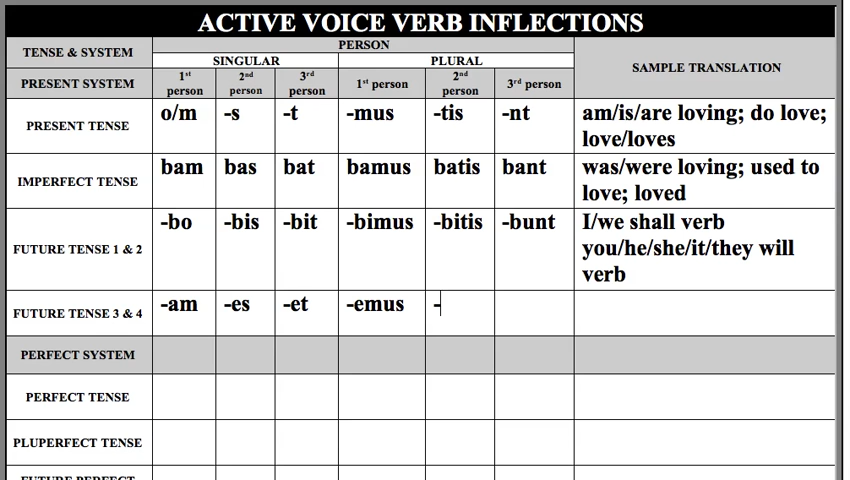 ACTIVE VOICE VERB INFLECTIONS
TENSE & SYSTEM
PERSON
SAMPLE TRANSLATION
SINGULAR
PLURAL
PRESENT SYSTEM
1st person
2nd person
3rd person
1st person
2nd person
3rd person
PRESENT TENSE
o/m
-s
-t
-mus
-tis
-nt
am/is/are loving; do love;
love/loves
IMPERFECT TENSE
bam
bas
bat
bamus
batis
bant
was/were loving; used to
love; loved
FUTURE TENSE 1 & 2
-bo
-bis
-bit
-bimus
-bitis
-bunt
I/we shall verb
you/he/she/it/they will
verb
FUTURE TENSE 3 & 4
-am
-es
-et
-emus
-
PERFECT SYSTEM
PERFECT TENSE
PLUPERFECT TENSE
FUTURE PERFECT